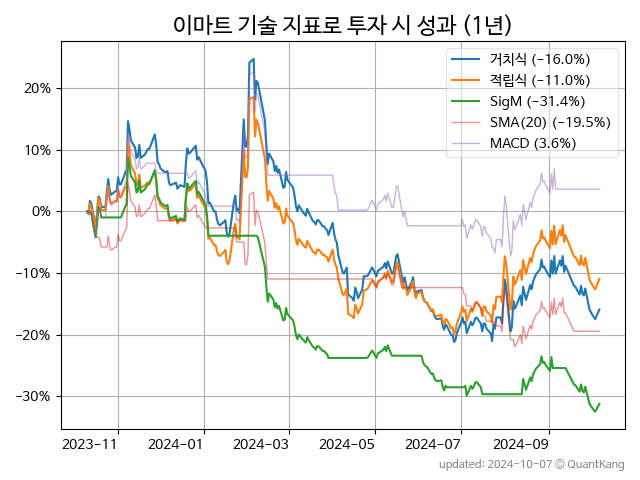 이마트 기술 지표로 투자 시 성과 (1년)
거치식 (−16.0%)
적립식 (−11.0%)
SigM (−31.4%)
SMA(20) (−19.5%)
MACD (3.6%)
20%
10%
0%
−10%
−20%
−30%
2023-11 2024-01 2024-03 2024-05 2024-07 2024-09
updated: 2024-10-07 © QuantKang